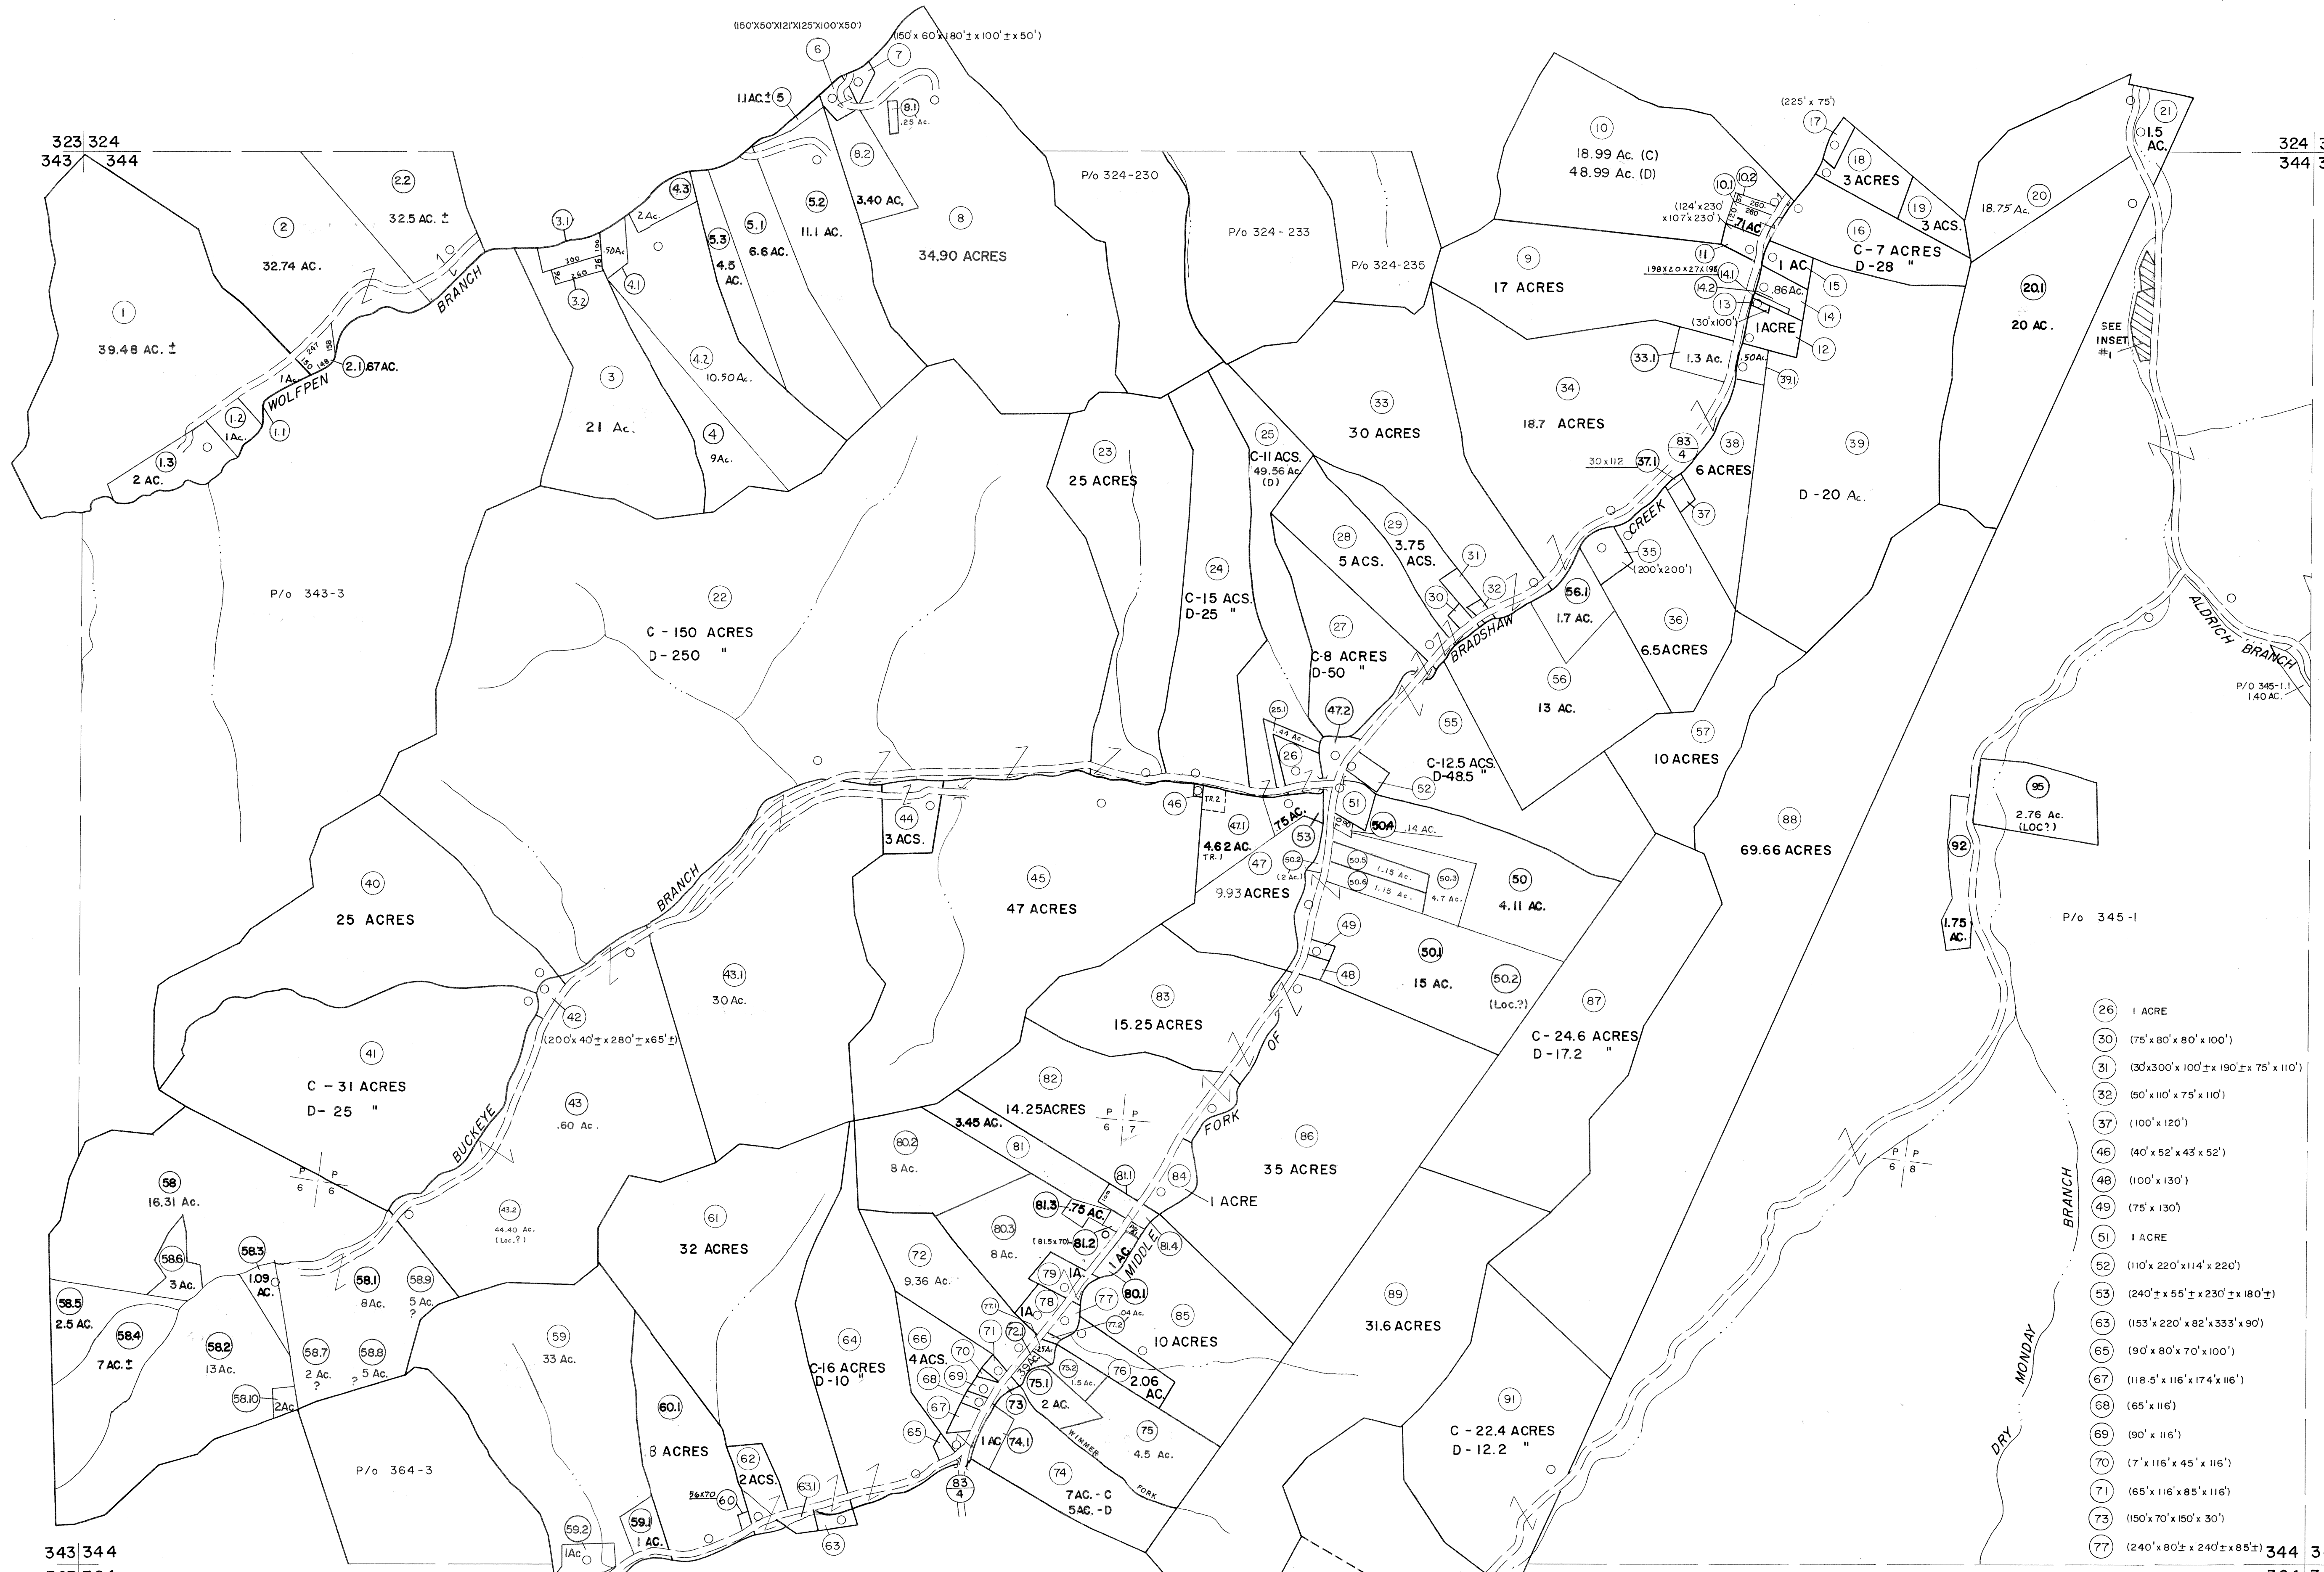 (150'X50'X121'X125'X100'X50')
6
(150' x 60' x 180' ± x 100' ± x 50')
7
1.1 AC. ± 5
8.1
.25 Ac.
323 324
343 344
2.2
32.5 AC. ±
2
32.74 AC.
1
39.48 AC. ±
3.1
300
100
.50Ac
76
260
76
3.2
4.1
2 Ac.
4.3
5.3
4.5
AC.
5.1
6.6 AC.
5.2
11.1 AC.
8.2
3.40 AC.
8
34.90 ACRES
BRANCH
WOLFPEN
247
158
148
2.1 .67AC.
1 Ac.
1.2
1 Ac.
1.1
1.3
2 AC.
3
21 Ac.
4.2
10.50 Ac.
4
9 Ac.
P/o 324-230
P/o 324-233
P/o 324-235
10
18.99 Ac. (C)
48.99 Ac. (D)
(225' x 75')
17
18
3 ACRES
19
3 ACS.
10.1
10.2
260
260
(124' x 230'
x 107' x 230')
.71 AC
11
16
C-7 ACRES
D-28 "
9
17 ACRES
1 AC.
15
198 x 20 x 27 x 198
14.1
14.2
.86 Ac.
14
13
(30' x 100')
1 ACRE
12
33.1
1.3 Ac.
.50 Ac.
39.1
20
18.75 Ac.
21
1.5
AC.
324
344
20.1
20 AC.
SEE
INSET
#1
33
30 ACRES
34
18.7 ACRES
83
4
38
6 ACRES
39
D-20 Ac.
30 x 112 37.1
37
CREEK
35
(200' x 200')
23
25 ACRES
25
C-11 ACS.
49.56 Ac.
(D)
28
5 ACS.
29
3.75
ACS.
31
32
30
24
C-15 ACS.
D-25 "
27
C-8 ACRES
D-50 "
BRADSHAW
56.1
1.7 AC.
36
6.5 ACRES
56
13 AC.
P/o 343-3
22
C - 150 ACRES
D - 250 "
ALDRICH BRANCH
P/O 345-1.1
1.40 AC.
25.1
.44 Ac.
47.2
26
55
C-12.5 ACS.
D-48.5 "
52
57
10 ACRES
46
TR. 2
.75 AC.
53
51
70
50.4 .14 AC.
47.1
4.62 AC.
TR. 1
47
9.93 ACRES
50.2
(2 Ac.)
50.5
1.15 Ac.
50.6
1.15 Ac.
50.3
4.7 Ac.
50
4.11 AC.
88
69.66 ACRES
95
2.76 Ac.
(LOC?)
92
1.75
AC.
P/o 345-1
44
3 ACS.
45
47 ACRES
BRANCH
40
25 ACRES
43.1
30 Ac.
49
48
50.1
15 AC.
50.2
(Loc.?)
83
15.25 ACRES
87
C - 24.6 ACRES
D - 17.2 "
42
(200' x 40' ± x 280' ± x 65' ±)
41
C - 31 ACRES
D - 25 "
43
.60 Ac.
BUCKEYE
OF
82
14.25 ACRES
P P
6 7
FORK
3.45 AC.
81
80.2
8 Ac.
81.1
84
1 ACRE
86
35 ACRES
P P
6 6
P P
6 8
58
16.31 Ac.
43.2
44.40 Ac.
(Loc.?)
61
32 ACRES
80.3
8 Ac.
81.3
.75 AC.
100
(81.5 x 70) 81.2
1 AC.
MIDDLE
81.4
72
9.36 Ac.
79
1A.
80.1
58.6
3 Ac.
58.3
1.09
AC.
58.1
8 Ac.
58.9
5 Ac.
?
58.5
2.5 AC.
58.4
7 AC. ±
58.2
13 Ac.
58.7
2 Ac.
?
58.8
5 Ac.
?
58.10
2 Ac
59
33 Ac.
64
C-16 ACRES
D-10 "
77.1
1A
78
77
77.2
.04 Ac.
85
10 ACRES
66
4 ACS.
71
72.1
.25 A.
.39 Ac.
70
69
68
67
65
75.1
2 AC.
75.2
1.5 Ac.
76
2.06
AC.
73
89
31.6 ACRES
91
C - 22.4 ACRES
D - 12.2 "
75
4.5 Ac.
WIMMER
FORK
1 AC 74.1
74
7 AC. - C
5 AC. - D
83
4
60.1
8 ACRES
62
2 ACS.
56X70 60
63.1
63
59.1
1 AC.
59.2
1Ac
P/o 364-3
DRY MONDAY BRANCH
26 1 ACRE
30 (75' x 80' x 80' x 100')
31 (30' x 300' x 100' ± x 190' ± x 75' x 110')
32 (50' x 110' x 75' x 110')
37 (100' x 120')
46 (40' x 52' x 43' x 52')
48 (100' x 130')
49 (75' x 130')
51 1 ACRE
52 (110' x 220' x 114' x 220')
53 (240' ± x 55' ± x 230' ± x 180' ±)
63 (153' x 220' x 82' x 333' x 90')
65 (90' x 80' x 70' x 100')
67 (118.5' x 116' x 174' x 116')
68 (65' x 116')
69 (90' x 116')
70 (7' x 116' x 45' x 116')
71 (65' x 116' x 85' x 116')
73 (150' x 70' x 150' x 30')
77 (240' x 80' ± x 240' ± x 85' ±)
343 344
344